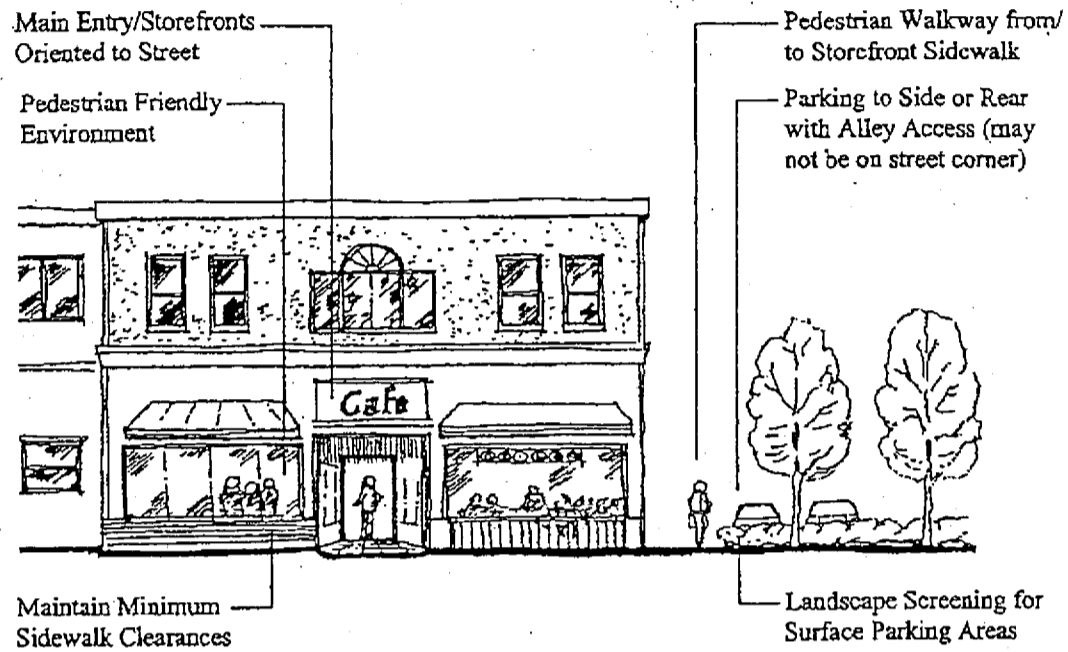 Main Entry/Storefronts
Oriented to Street
Pedestrian Friendly
Environment
Pedestrian Walkway from/
to Storefront Sidewalk
Parking to Side or Rear
with Alley Access (may
not be on street corner)
Cafe
Maintain Minimum
Sidewalk Clearances
Landscape Screening for
Surface Parking Areas